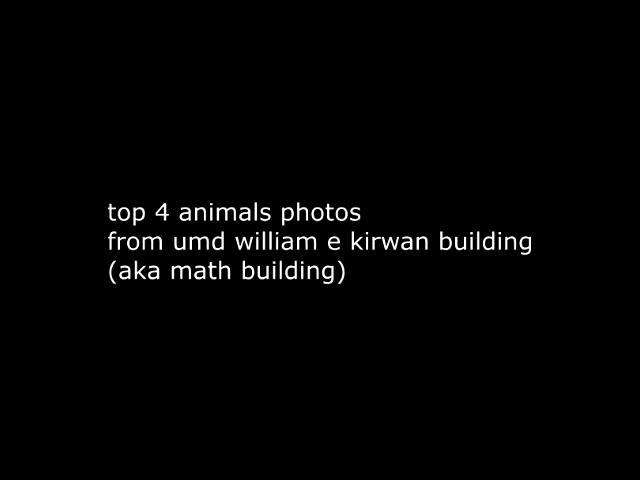 top 4 animals photos
from umd william e kirwan building
(aka math building)